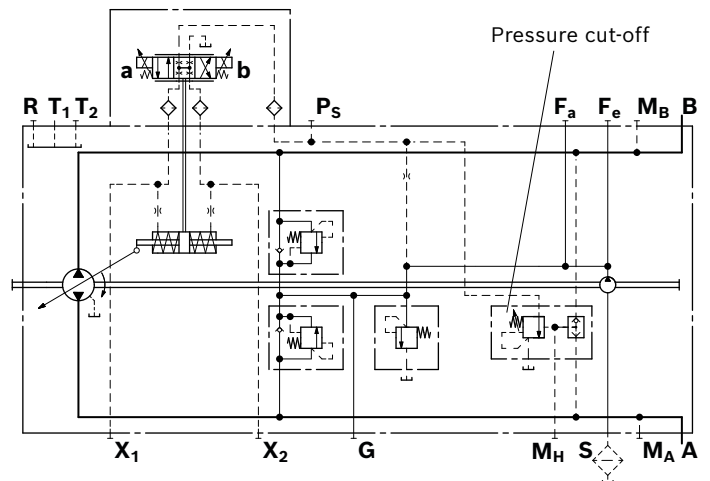 Pressure cut-off
a b
R T1 T2 PS Fa Fe MB B
X1 X2 G MH S MA A